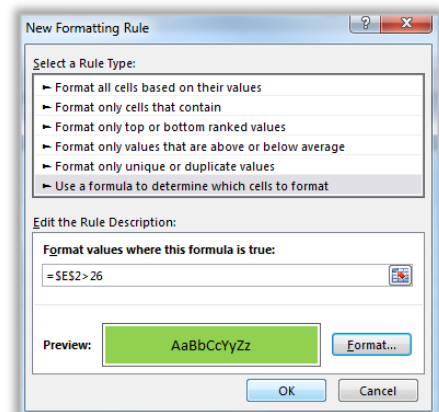 New Formatting Rule
?
Select a Rule Type:
► Format all cells based on their values
► Format only cells that contain
► Format only top or bottom ranked values
► Format only values that are above or below average
► Format only unique or duplicate values
► Use a formula to determine which cells to format
Edit the Rule Description:
Format values where this formula is true:
=$E$2>26
Preview: AaBbCcYyZz Format...
OK Cancel